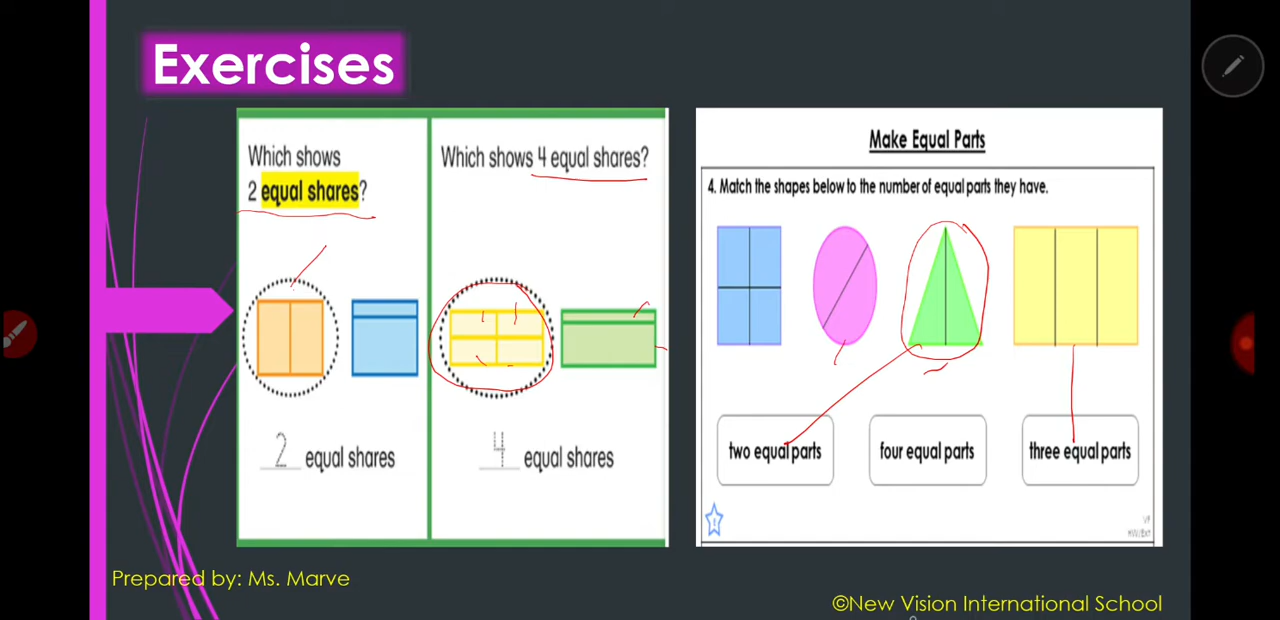 Exercises
Which shows
2 equal shares?
2 equal shares
Which shows 4 equal shares?
4 equal shares
Make Equal Parts
4. Match the shapes below to the number of equal parts they have.
two equal parts
four equal parts
three equal parts
Prepared by: Ms. Marve
©New Vision International School